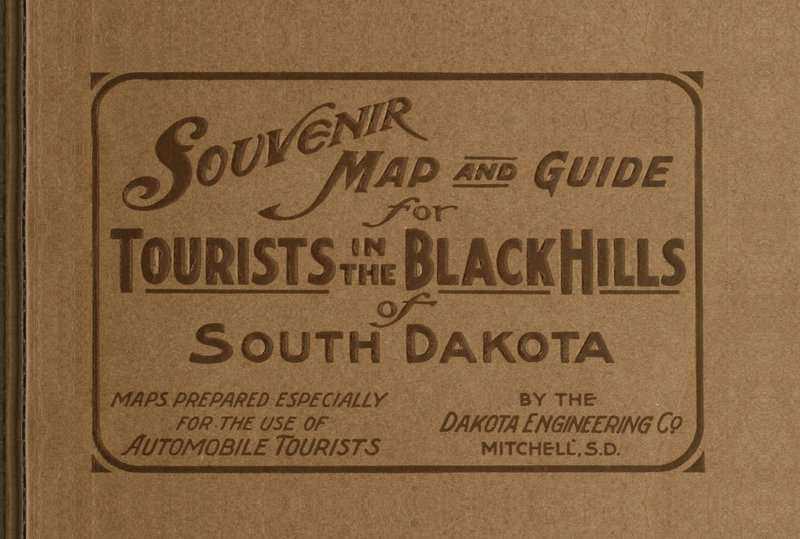 SOUVENIR
MAP AND GUIDE
for
TOURISTS IN THE BLACK HILLS
of
SOUTH DAKOTA
MAPS PREPARED ESPECIALLY
FOR THE USE OF
AUTOMOBILE TOURISTS
BY THE
DAKOTA ENGINEERING CO
MITCHELL, S.D.